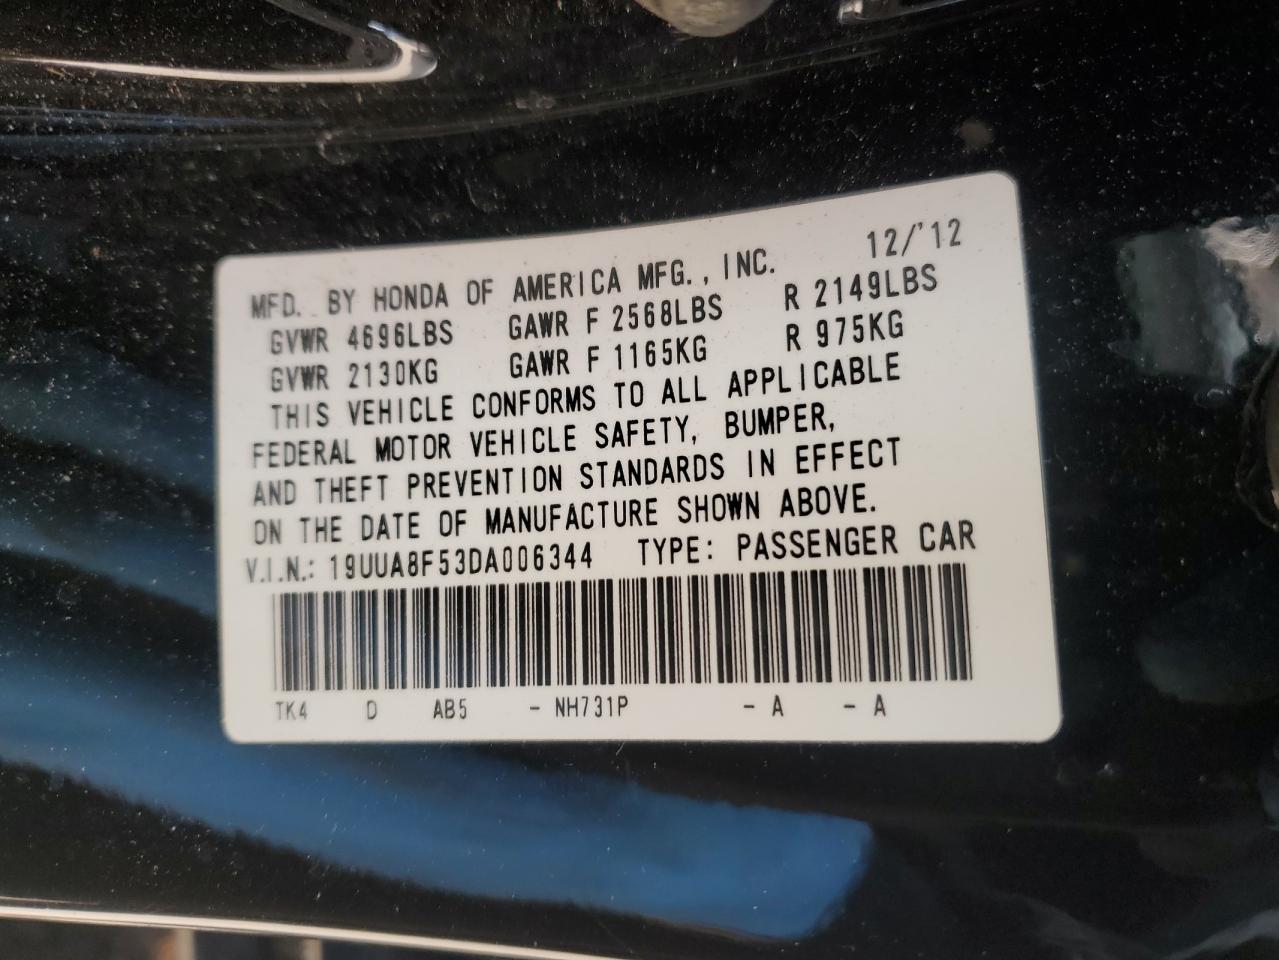 12/'12
MFD. BY HONDA OF AMERICA MFG., INC.
GVWR 4696LBS GAWR F 2568LBS R 2149LBS
GVWR 2130KG GAWR F 1165KG R 975KG
THIS VEHICLE CONFORMS TO ALL APPLICABLE
FEDERAL MOTOR VEHICLE SAFETY, BUMPER,
AND THEFT PREVENTION STANDARDS IN EFFECT
ON THE DATE OF MANUFACTURE SHOWN ABOVE.
V.I.N.: 19UUA8F53DA006344 TYPE: PASSENGER CAR
TK4 D AB5 - NH731P - A - A